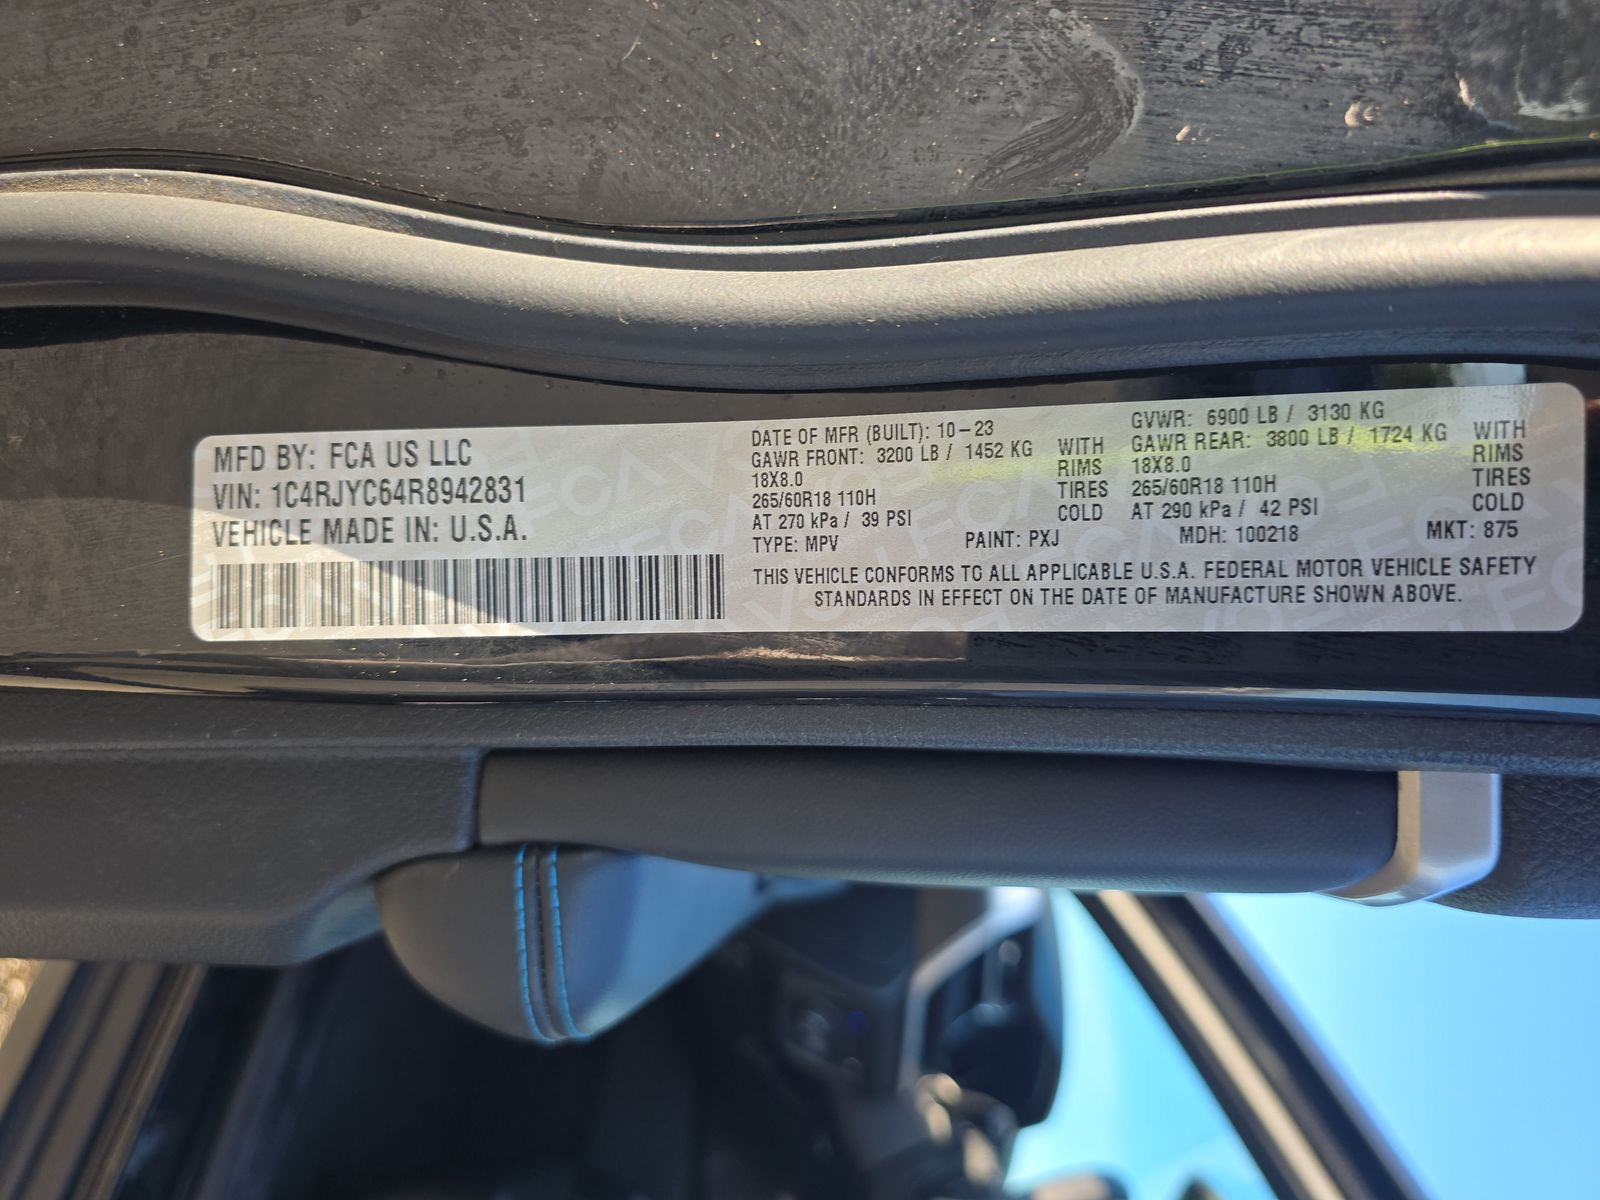 MFD BY: FCA US LLC
VIN: 1C4RJYC64R8942831
VEHICLE MADE IN: U.S.A.
DATE OF MFR (BUILT): 10-23
GAWR FRONT: 3200 LB / 1452 KG WITH
18X8.0 RIMS
265/60R18 110H TIRES
AT 270 kPa / 39 PSI COLD
GVWR: 6900 LB / 3130 KG
GAWR REAR: 3800 LB / 1724 KG WITH
18X8.0 RIMS
265/60R18 110H TIRES
AT 290 kPa / 42 PSI COLD
TYPE: MPV PAINT: PXJ MDH: 100218 MKT: 875
THIS VEHICLE CONFORMS TO ALL APPLICABLE U.S.A. FEDERAL MOTOR VEHICLE SAFETY
STANDARDS IN EFFECT ON THE DATE OF MANUFACTURE SHOWN ABOVE.